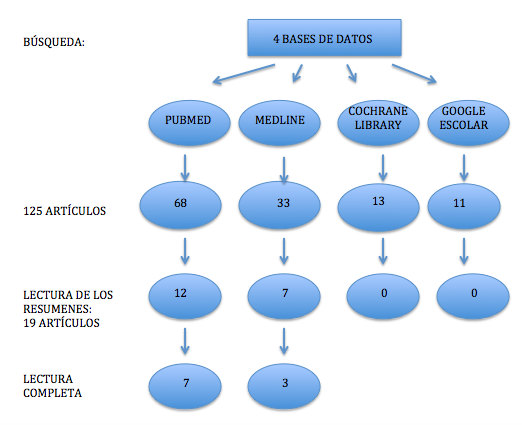 BÚSQUEDA:
4 BASES DE DATOS
PUBMED
MEDLINE
COCHRANE
LIBRARY
GOOGLE
ESCOLAR
125 ARTÍCULOS
68
33
13
11
LECTURA DE LOS
RESUMENES:
19 ARTÍCULOS
12
7
0
0
LECTURA
COMPLETA
7
3